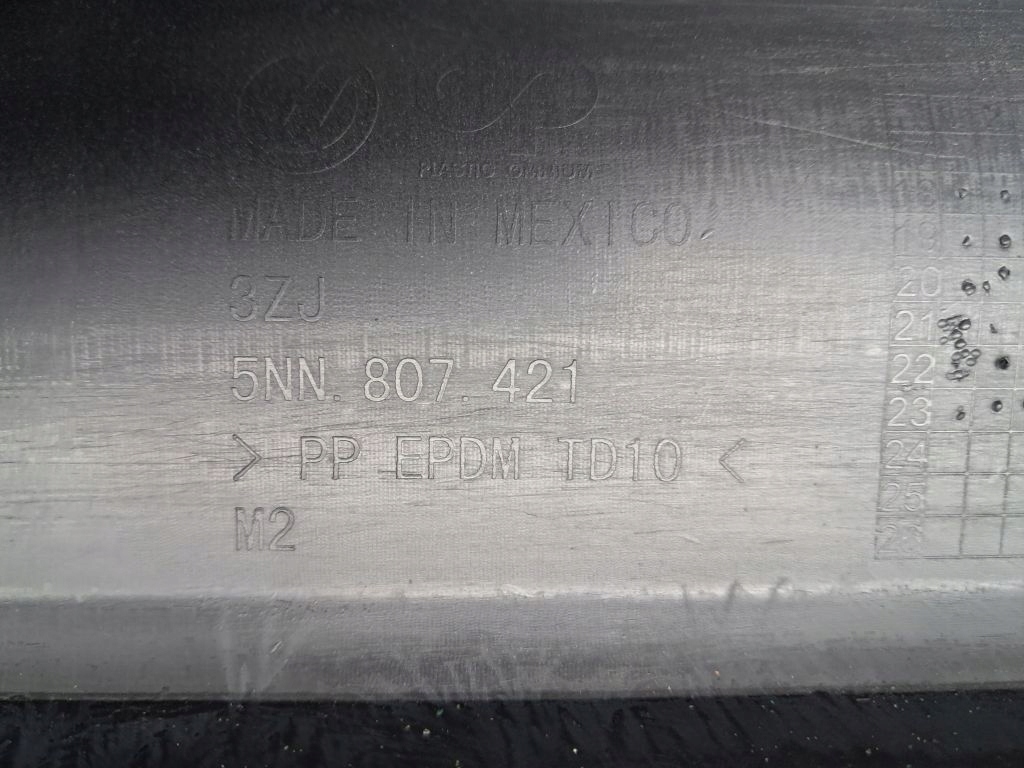 PLASTIC OMNIUM
MADE IN MEXICO
3ZJ
5NN.807.421
> PP EPDM TD10 <
M2
18
19
20
21
22
23
24
25